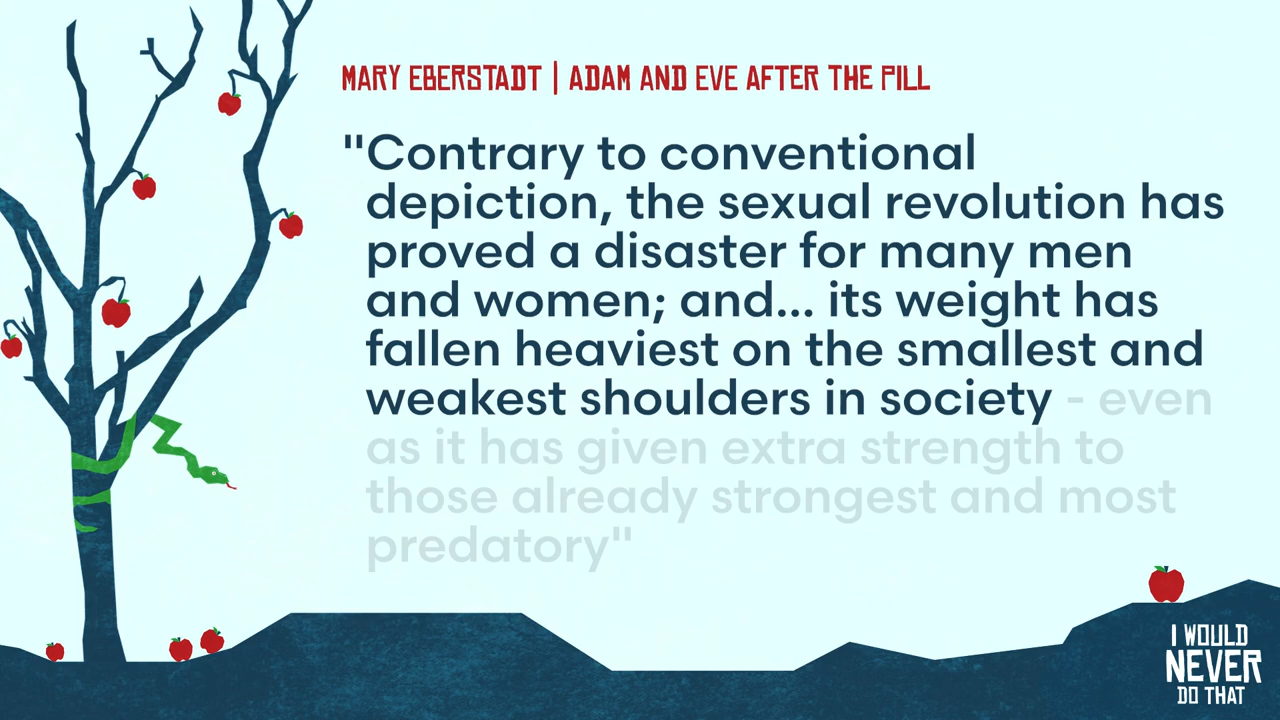 MARY EBERSTADT | ADAM AND EVE AFTER THE PILL
"Contrary to conventional
depiction, the sexual revolution has
proved a disaster for many men
and women; and... its weight has
fallen heaviest on the smallest and
weakest shoulders in society - even
as it has given extra strength to
those already strongest and most
predatory"
I WOULD
NEVER
DO THAT